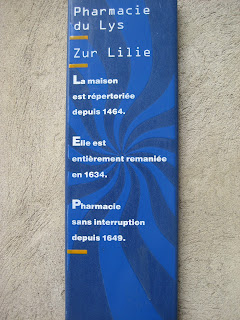 Pharmacie
du Lys
Zur Lilie
La maison
est répertoriée
depuis 1464.
Elle est
entièrement remaniée
en 1634.
Pharmacie
sans interruption
depuis 1649.